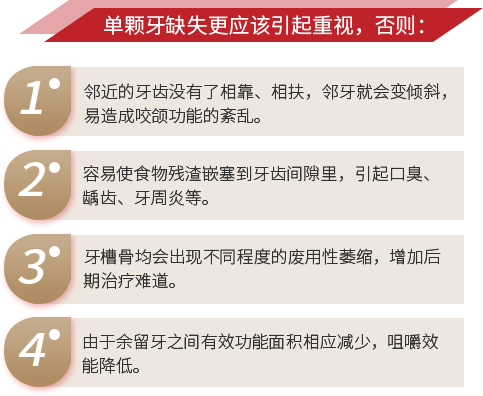 单颗牙缺失更应该引起重视，否则：
1
邻近的牙齿没有了相靠、相扶，邻牙就会变倾斜，
易造成咬颌功能的紊乱。
2
容易使食物残渣嵌塞到牙齿间隙里，引起口臭、
龋齿、牙周炎等。
3
牙槽骨均会出现不同程度的废用性萎缩，增加后
期治疗难道。
4
由于余留牙之间有效功能面积相应减少，咀嚼效
能降低。